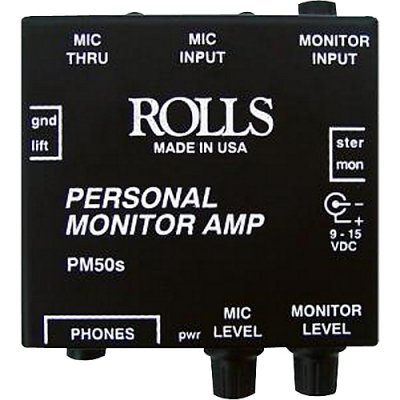 MIC THRU
MIC INPUT
MONITOR INPUT
gnd
lift
ROLLS
MADE IN USA
ster
mon
PERSONAL
MONITOR AMP
- +
9 - 15
VDC
PM50s
PHONES
pwr
MIC LEVEL
MONITOR LEVEL